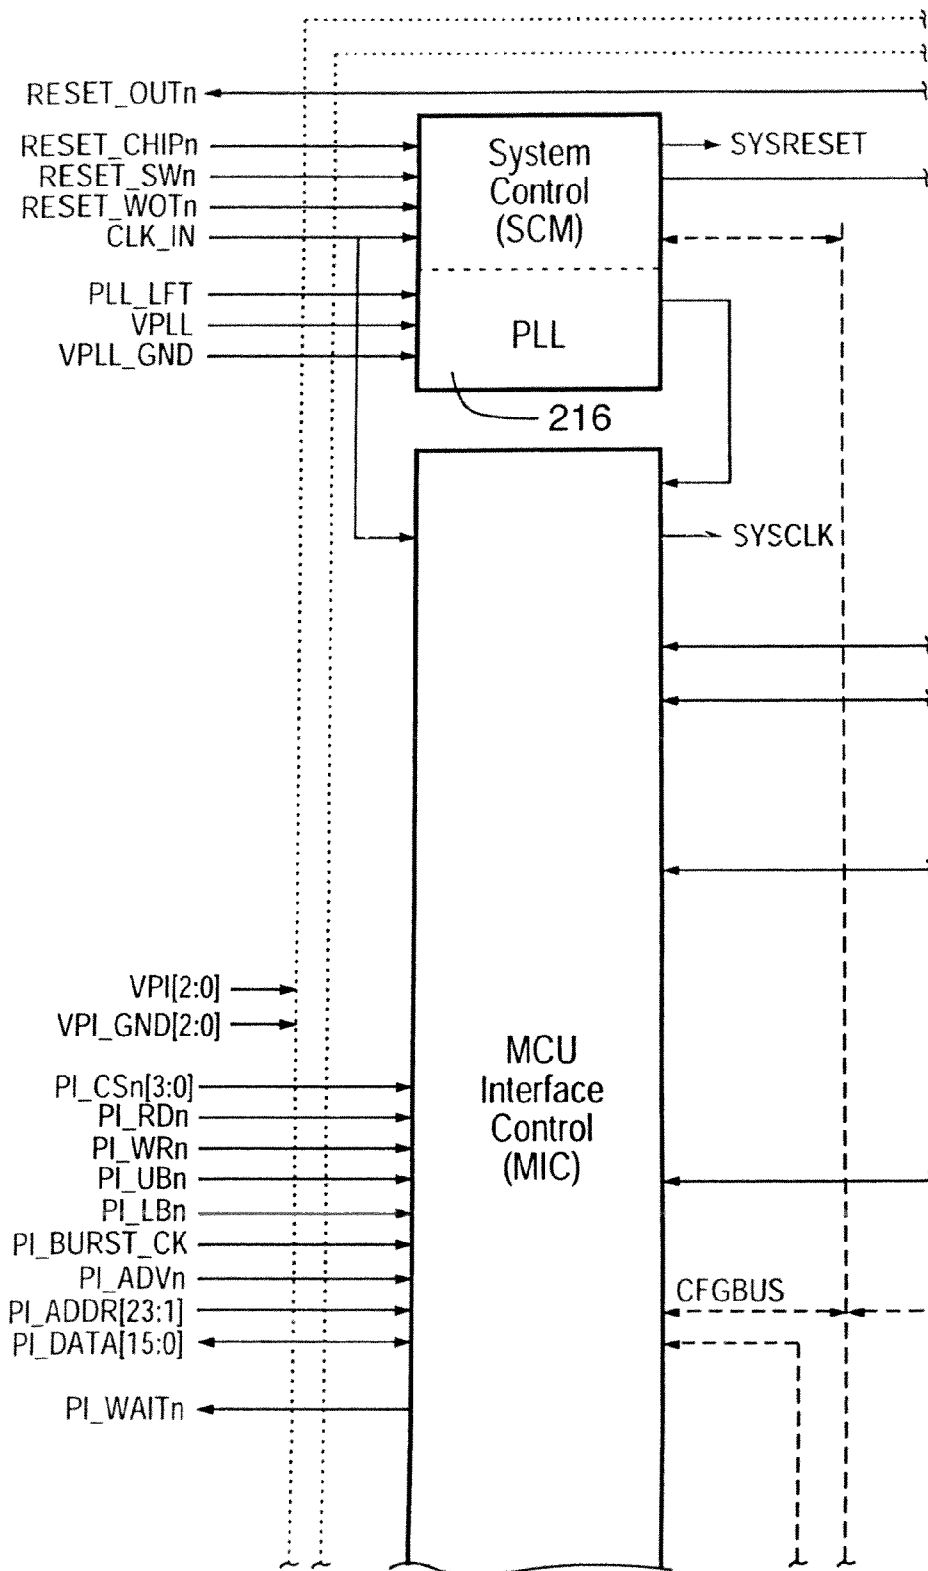 RESET_OUTn
RESET_CHIPn
RESET_SWn
RESET_WOTn
CLK_IN
System
Control
(SCM)
SYSRESET
PLL_LFT
VPLL
VPLL_GND
PLL
216
SYSCLK
VPI[2:0]
VPI_GND[2:0]
MCU
Interface
Control
(MIC)
PI_CSn[3:0]
PI_RDn
PI_WRn
PI_UBn
PI_LBn
PI_BURST_CK
PI_ADVn
PI_ADDR[23:1]
PI_DATA[15:0]
CFGBUS
PI_WAITn